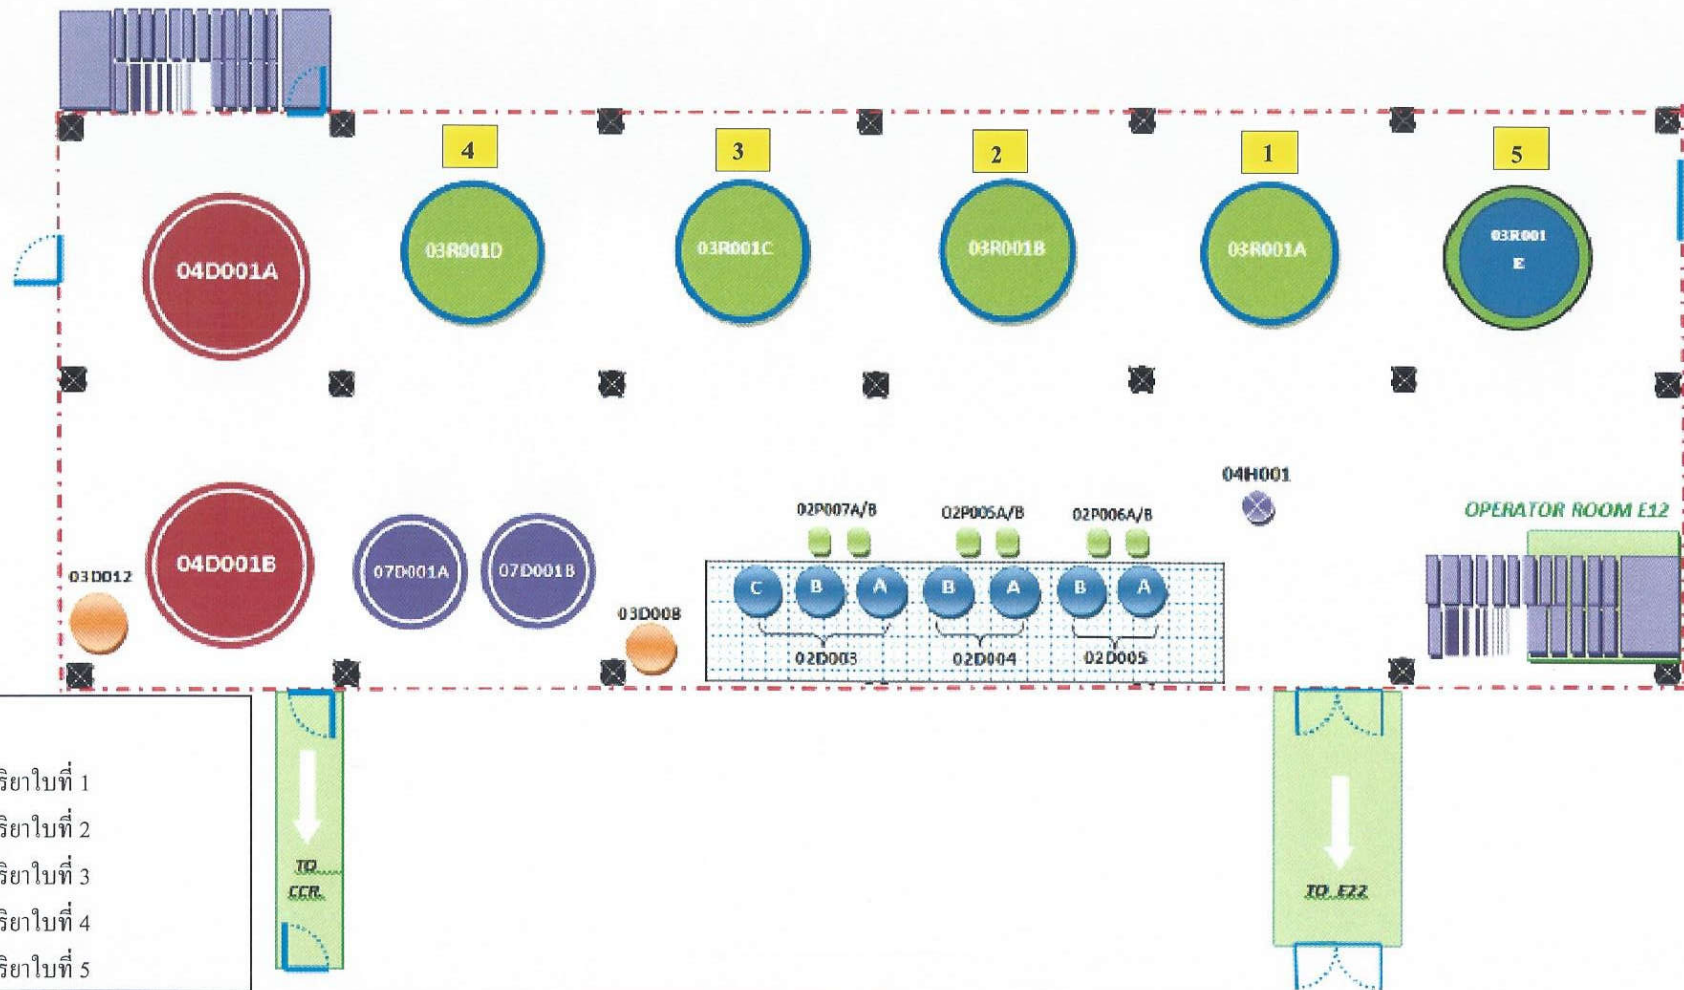 4
3
2
1
5
04D001A
03R001D
03R001C
03R001B
03R001A
03R001
E
04H001
02P007A/B
02P005A/B
02P006A/B
OPERATOR ROOM E12
03D012
04D001B
07D001A
07D001B
03D008
C
B
A
B
A
B
A
02D003
02D004
02D005
ริยาใบที่ 1
ริยาใบที่ 2
ริยาใบที่ 3
ริยาใบที่ 4
ริยาใบที่ 5
TO
CCR.
TO E22